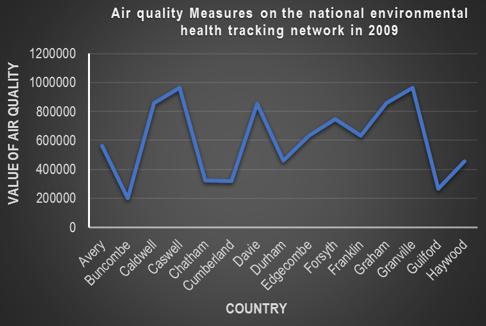 Air quality Measures on the national environmental
health tracking network in 2009
VALUE OF AIR QUALITY
1200000
1000000
800000
600000
400000
200000
0
Avery
Buncombe
Caldwell
Caswell
Chatham
Cumberland
Davie
Durham
Edgecombe
Forsyth
Franklin
Graham
Granville
Guilford
Haywood
COUNTRY